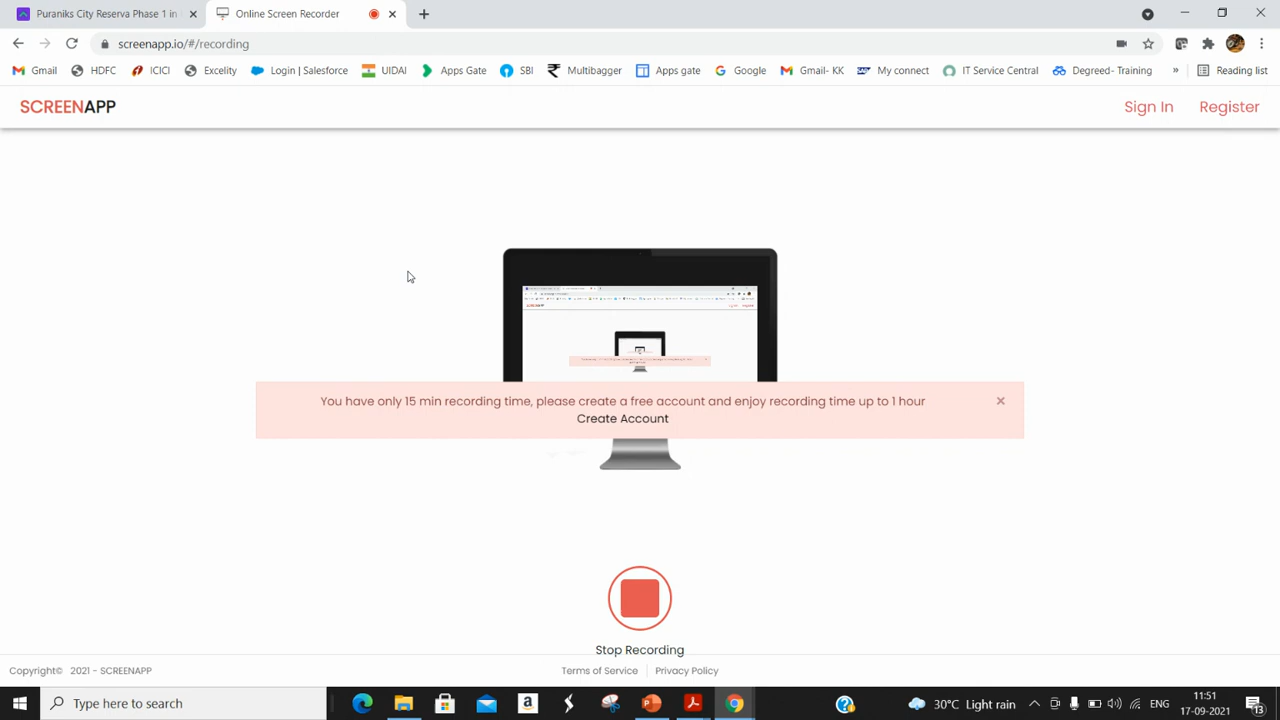 Puraniks City Reserva Phase 1 in
Online Screen Recorder
screenapp.io/#/recording
Gmail
HDFC
ICICI
Excelity
Login | Salesforce
UIDAI
Apps Gate
SBI
Multibagger
Apps gate
Google
Gmail- KK
My connect
IT Service Central
Degreed- Training
»
Reading list
SCREENAPP
Sign In
Register
You have only 15 min recording time, please create a free account and enjoy recording time up to 1 hour
Create Account
Stop Recording
Copyright© 2021 - SCREENAPP
Terms of Service
Privacy Policy
Type here to search
30°C Light rain
ENG
11:51
17-09-2021
13